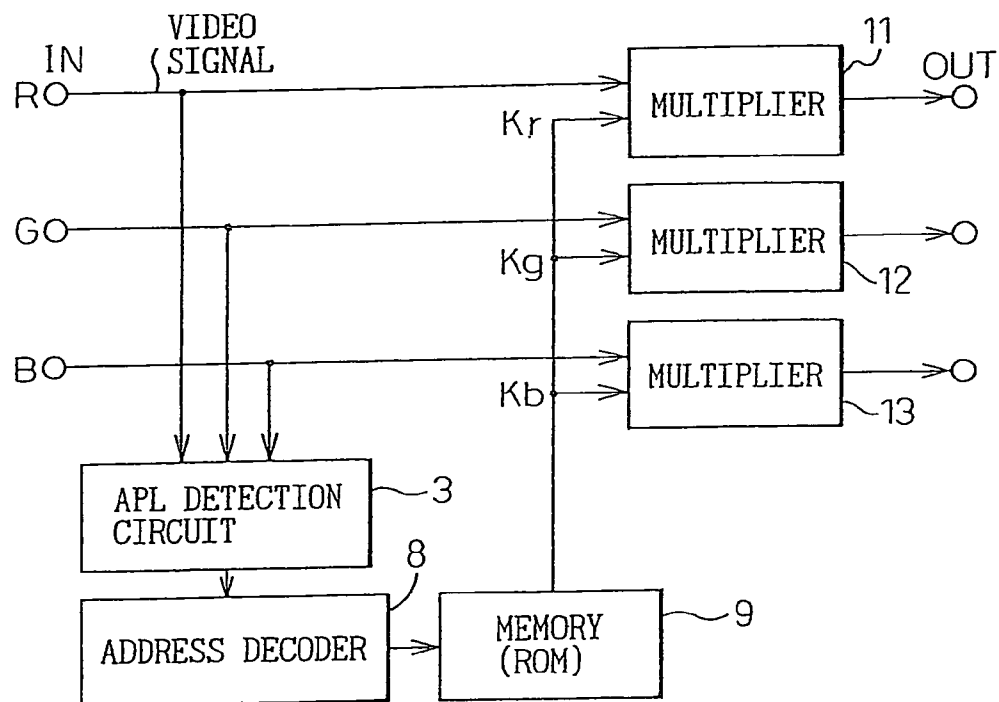 VIDEO
SIGNAL
IN
R
11
OUT
MULTIPLIER
Kr
G
MULTIPLIER
Kg
12
B
MULTIPLIER
Kb
13
APL DETECTION
CIRCUIT
3
8
ADDRESS DECODER
MEMORY
(ROM)
9